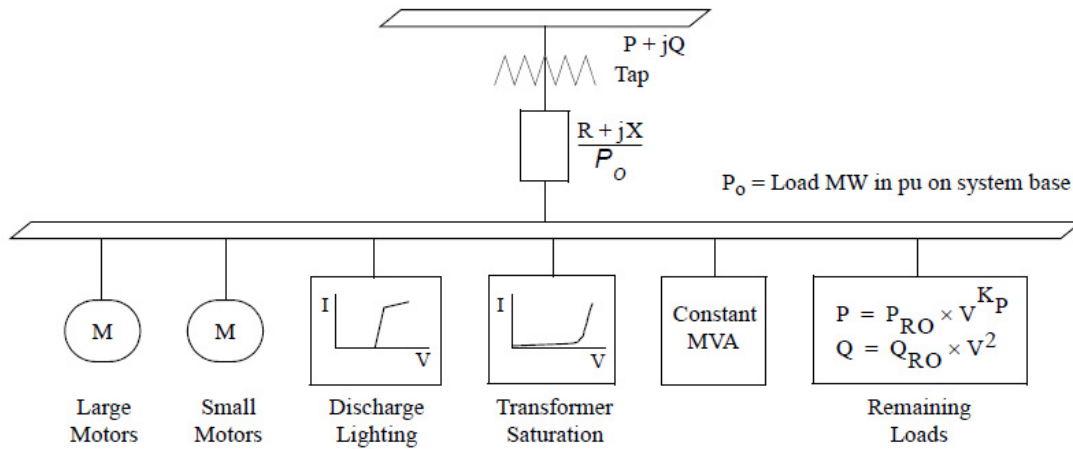 P + jQ
Tap
R + jX
P_O
P_o = Load MW in pu on system base
M
M
I
V
I
V
Constant
MVA
P = P_RO × V^K_P
Q = Q_RO × V^2
Large
Motors
Small
Motors
Discharge
Lighting
Transformer
Saturation
Remaining
Loads